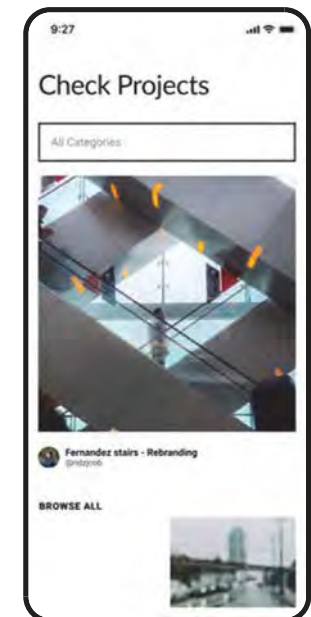 9:27
Check Projects
All Categories
Fernandez stairs - Rebranding
BROWSE ALL